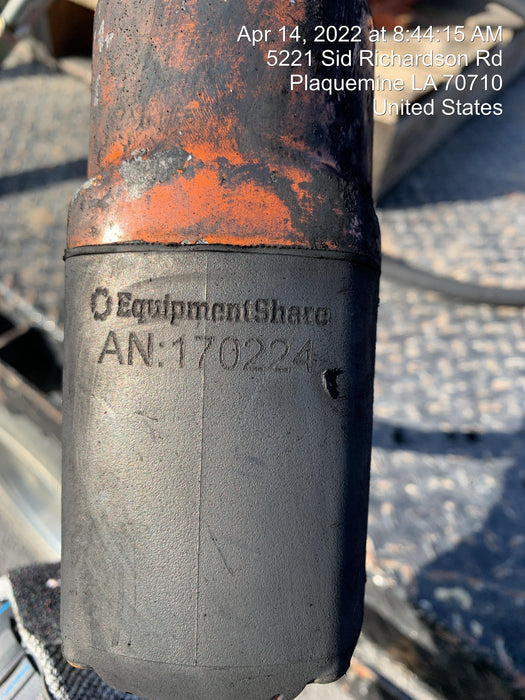 Apr 14, 2022 at 8:44:15 AM
5221 Sid Richardson Rd
Plaquemine LA 70710
United States
EquipmentShare
AN:170224